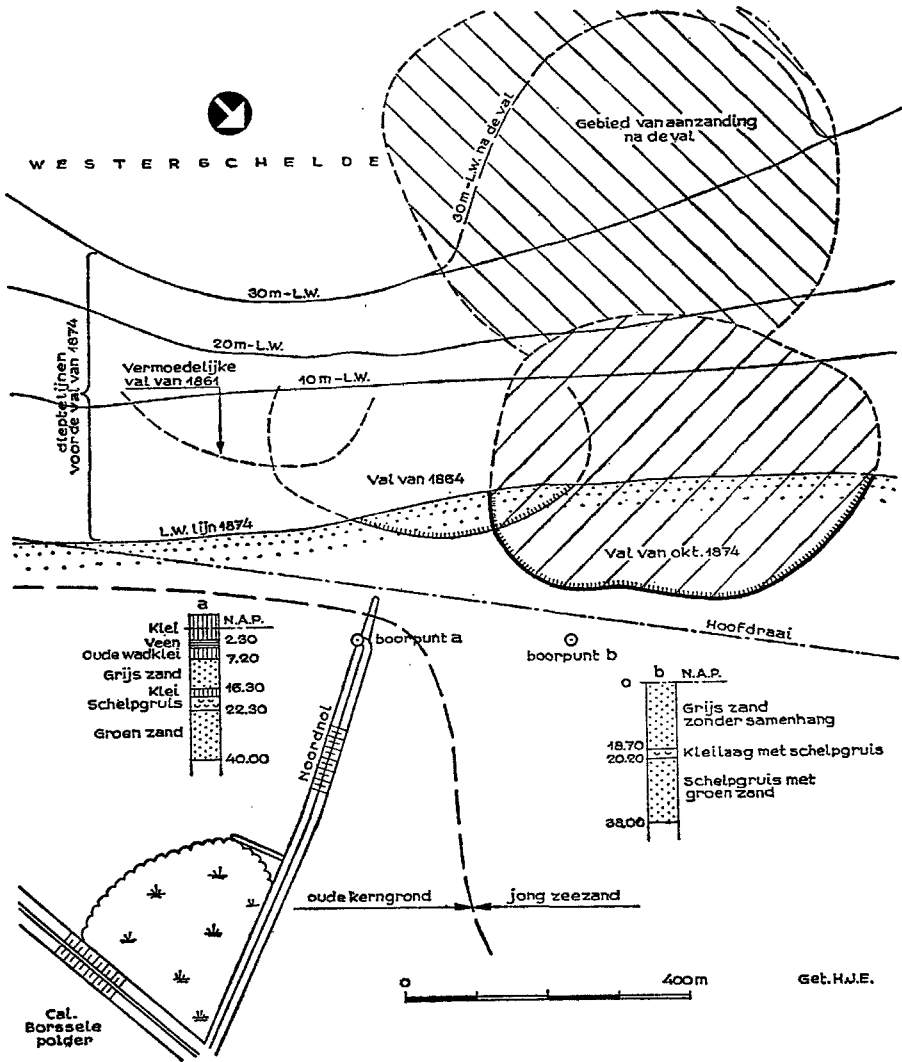 Gebied van aanzanding
na de val
WESTERSCHELDE
30m-L.W. na de val
30m-L.W.
20m-L.W.
Vermoedelijke
val van 1861
10m-L.W.
dieptelijnen
voor de val van 1874
Val van 1864
L.W. lijn 1874
Val van okt. 1874
Hoofdraai
a
Klei
N.A.P.
Veen
2.30
Oude wadklei
7.20
Grijs zand
Klei
16.30
Schelpgruis
22.30
Groen zand
40.00
boorpunt a
boorpunt b
Noordnol
b
N.A.P.
0
Grijs zand
zonder samenhang
18.70
Kleilaag met schelpgruis
20.20
Schelpgruis met
groen zand
38,00
oude kerngrond
jong zeezand
0
400m
Get. H.J.E.
Cal.
Borssele
polder